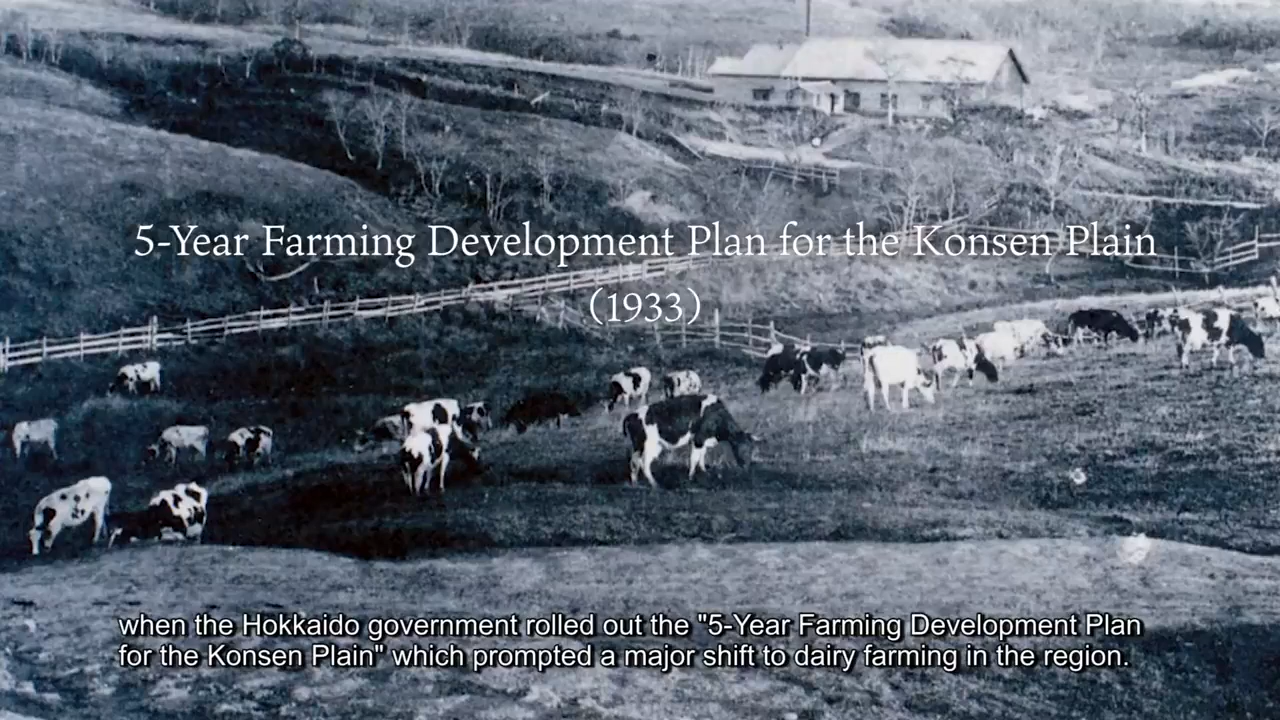 5-Year Farming Development Plan for the Konsen Plain
(1933)
when the Hokkaido government rolled out the "5-Year Farming Development Plan
for the Konsen Plain" which prompted a major shift to dairy farming in the region.